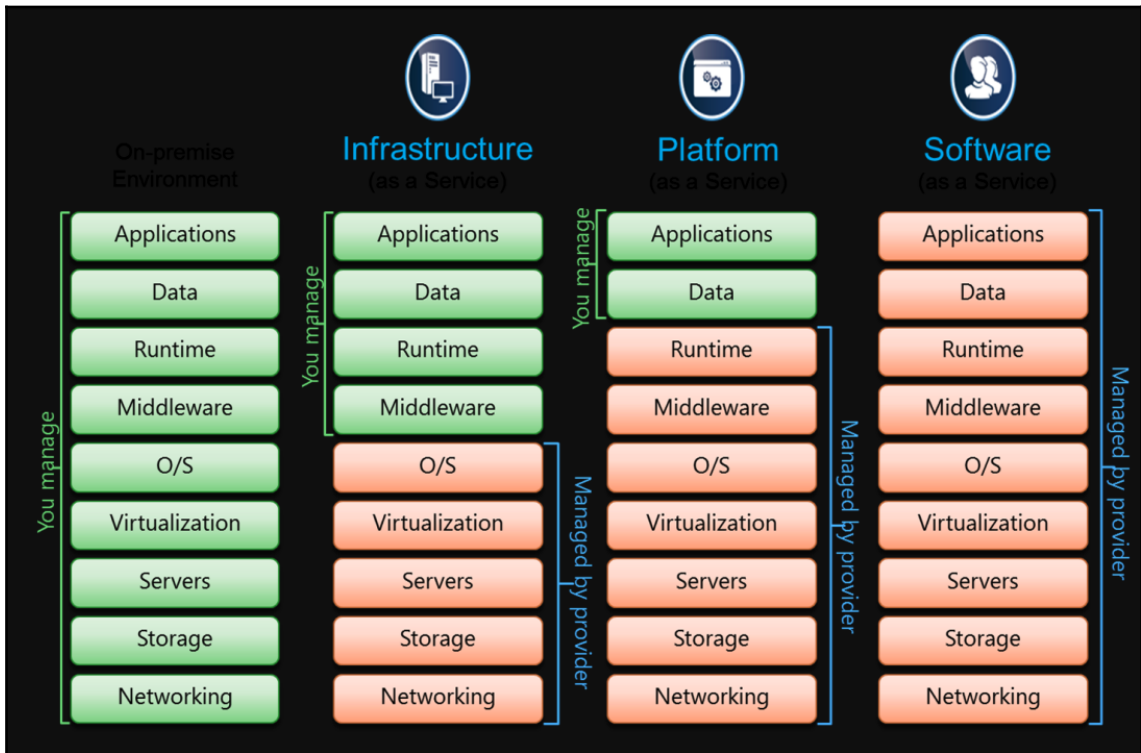 On-premise
Environment
You manage
Applications
Data
Runtime
Middleware
O/S
Virtualization
Servers
Storage
Networking
Infrastructure
(as a Service)
You manage
Applications
Data
Runtime
Middleware
O/S
Virtualization
Servers
Storage
Networking
Managed by provider
Platform
(as a Service)
You manage
Applications
Data
Runtime
Middleware
O/S
Virtualization
Servers
Storage
Networking
Managed by provider
Software
(as a Service)
Applications
Data
Runtime
Middleware
O/S
Virtualization
Servers
Storage
Networking
Managed by provider